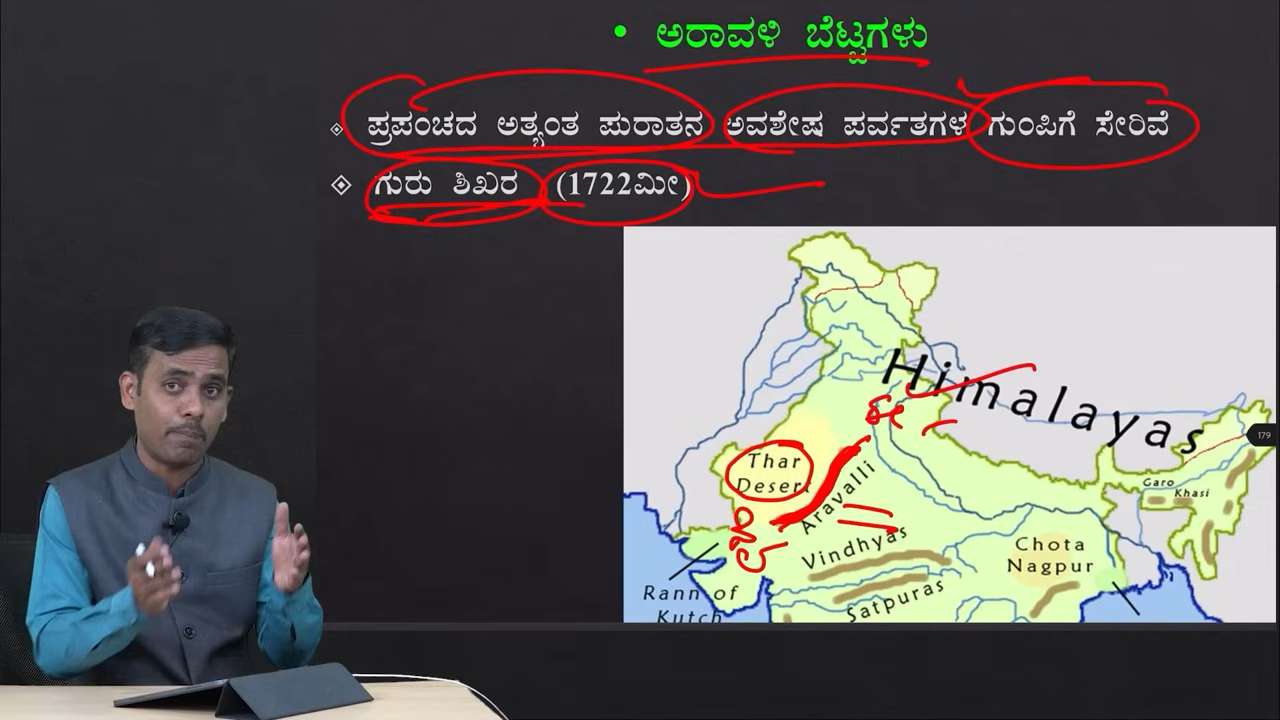 • ಅರಾವಳಿ ಬೆಟ್ಟಗಳು
ಪ್ರಪಂಚದ ಅತ್ಯಂತ ಪುರಾತನ ಅವಶೇಷ ಪರ್ವತಗಳ ಗುಂಪಿಗೆ ಸೇರಿವೆ
ಗುರು ಶಿಖರ (1722ಮೀ)
Himalayas
179
Thar
Desert
Aravalli
Garo
Khasi
Vindhyas
Chota
Nagpur
Satpuras
Rann of
Kutch